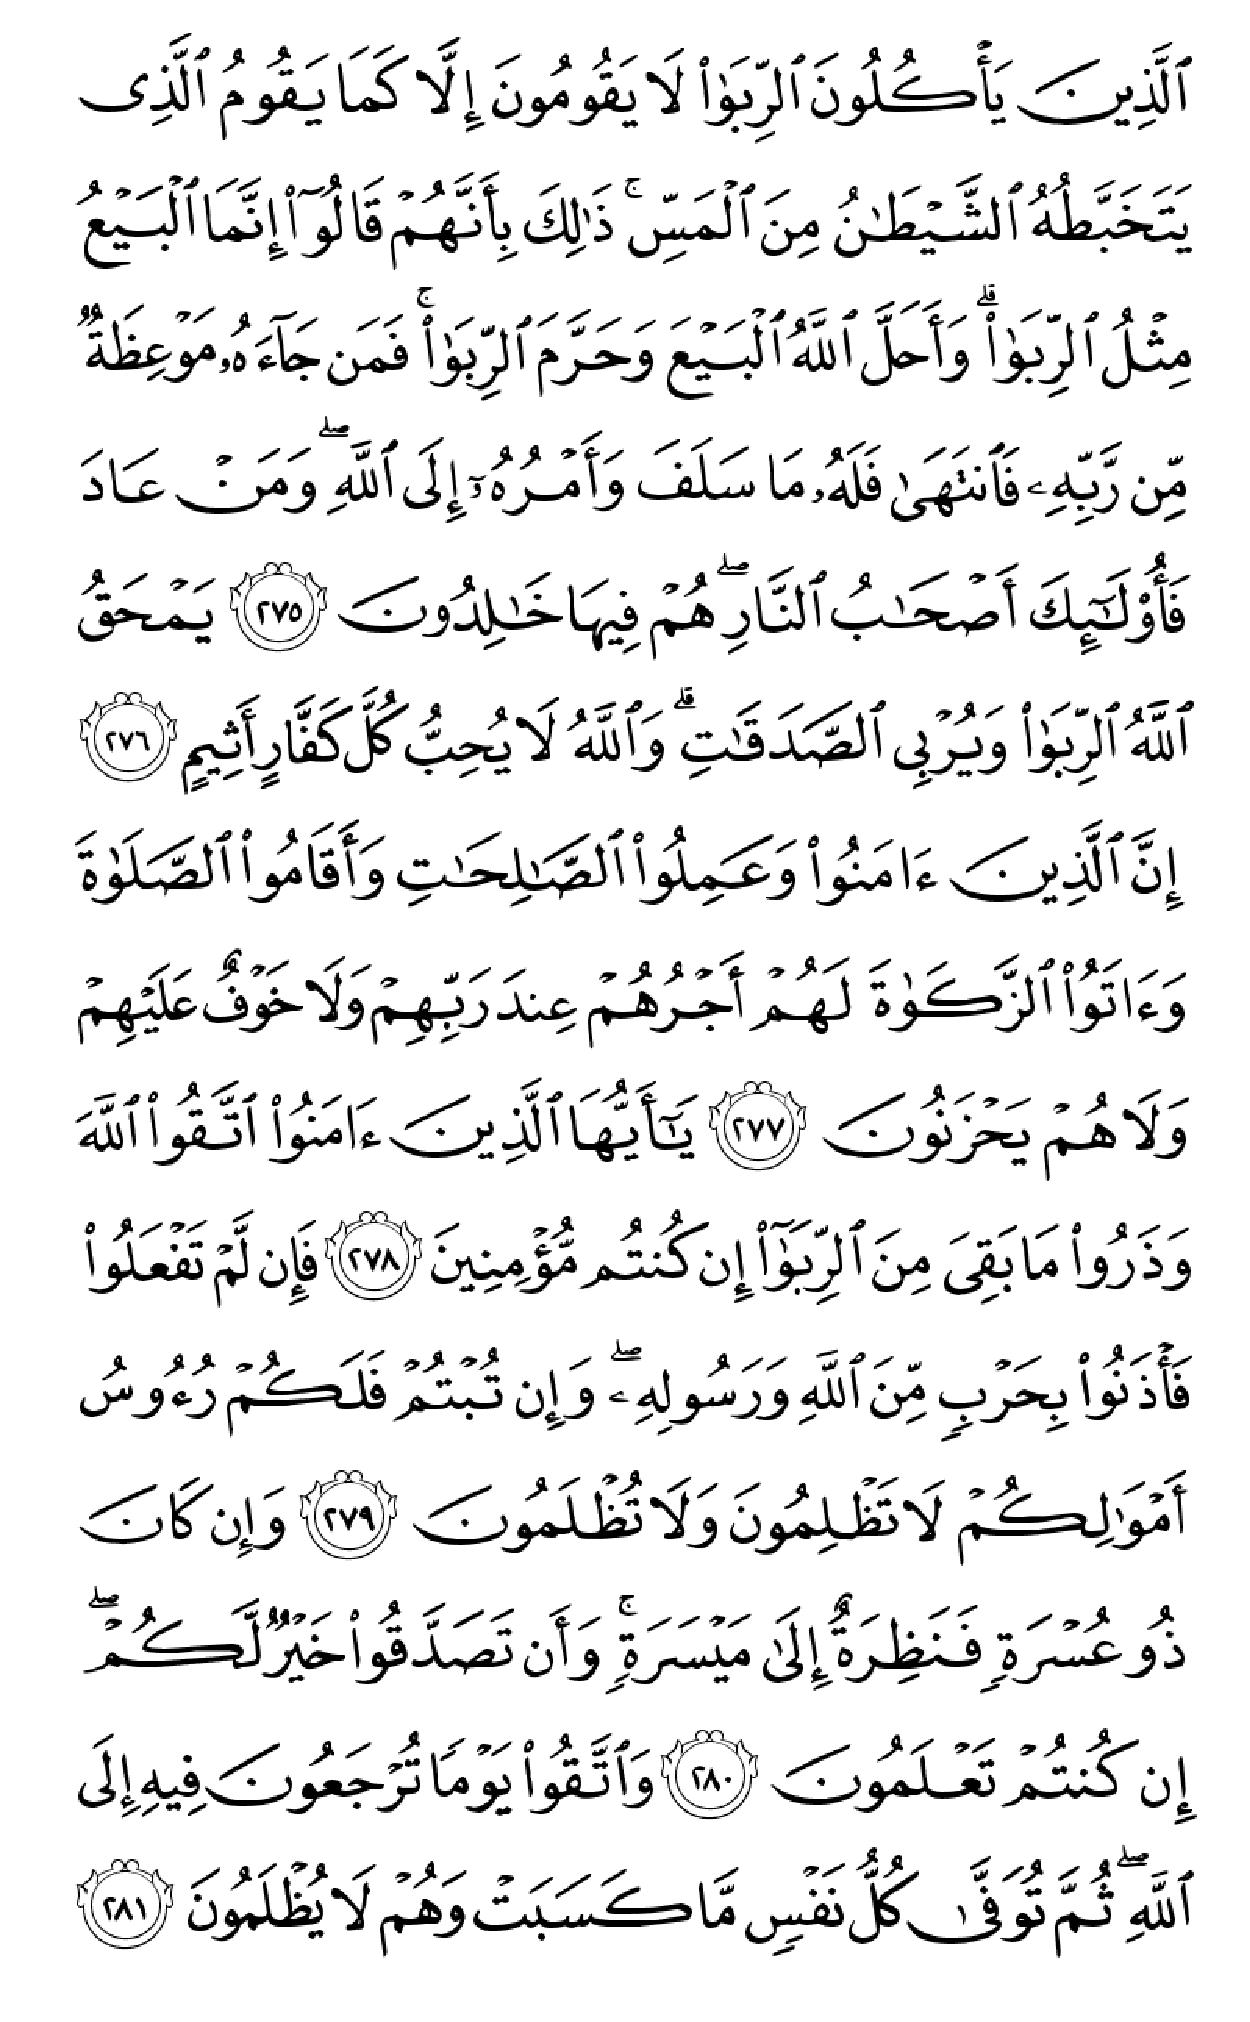 ٱلَّذِينَ يَأۡكُلُونَ ٱلرِّبَوٰاْ لَا يَقُومُونَ إِلَّا كَمَا يَقُومُ ٱلَّذِى
يَتَخَبَّطُهُ ٱلشَّيۡطَٰنُ مِنَ ٱلۡمَسِّۚ ذَٰلِكَ بِأَنَّهُمۡ قَالُوٓاْ إِنَّمَا ٱلۡبَيۡعُ
مِثۡلُ ٱلرِّبَوٰاْۗ وَأَحَلَّ ٱللَّهُ ٱلۡبَيۡعَ وَحَرَّمَ ٱلرِّبَوٰاْۚ فَمَن جَآءَهُۥ مَوۡعِظَةٞ
مِّن رَّبِّهِۦ فَٱنتَهَىٰ فَلَهُۥ مَا سَلَفَ وَأَمۡرُهُۥٓ إِلَى ٱللَّهِۖ وَمَنۡ عَادَ
فَأُوْلَٰٓئِكَ أَصۡحَٰبُ ٱلنَّارِۖ هُمۡ فِيهَا خَٰلِدُونَ ٢٧٥ يَمۡحَقُ
ٱللَّهُ ٱلرِّبَوٰاْ وَيُرۡبِى ٱلصَّدَقَٰتِۗ وَٱللَّهُ لَا يُحِبُّ كُلَّ كَفَّارٍ أَثِيمٍ ٢٧٦
إِنَّ ٱلَّذِينَ ءَامَنُواْ وَعَمِلُواْ ٱلصَّٰلِحَٰتِ وَأَقَامُواْ ٱلصَّلَوٰةَ
وَءَاتَوُاْ ٱلزَّكَوٰةَ لَهُمۡ أَجۡرُهُمۡ عِندَ رَبِّهِمۡ وَلَا خَوۡفٌ عَلَيۡهِمۡ
وَلَا هُمۡ يَحۡزَنُونَ ٢٧٧ يَٰٓأَيُّهَا ٱلَّذِينَ ءَامَنُواْ ٱتَّقُواْ ٱللَّهَ
وَذَرُواْ مَا بَقِىَ مِنَ ٱلرِّبَوٰٓاْ إِن كُنتُم مُّؤۡمِنِينَ ٢٧٨ فَإِن لَّمۡ تَفۡعَلُواْ
فَأۡذَنُواْ بِحَرۡبٖ مِّنَ ٱللَّهِ وَرَسُولِهِۦۖ وَإِن تُبۡتُمۡ فَلَكُمۡ رُءُوسُ
أَمۡوَٰلِكُمۡ لَا تَظۡلِمُونَ وَلَا تُظۡلَمُونَ ٢٧٩ وَإِن كَانَ
ذُو عُسۡرَةٖ فَنَظِرَةٌ إِلَىٰ مَيۡسَرَةٖۚ وَأَن تَصَدَّقُواْ خَيۡرٞ لَّكُمۡۖ
إِن كُنتُمۡ تَعۡلَمُونَ ٢٨٠ وَٱتَّقُواْ يَوۡمٗا تُرۡجَعُونَ فِيهِ إِلَى
ٱللَّهِۖ ثُمَّ تُوَفَّىٰ كُلُّ نَفۡسٖ مَّا كَسَبَتۡ وَهُمۡ لَا يُظۡلَمُونَ ٢٨١